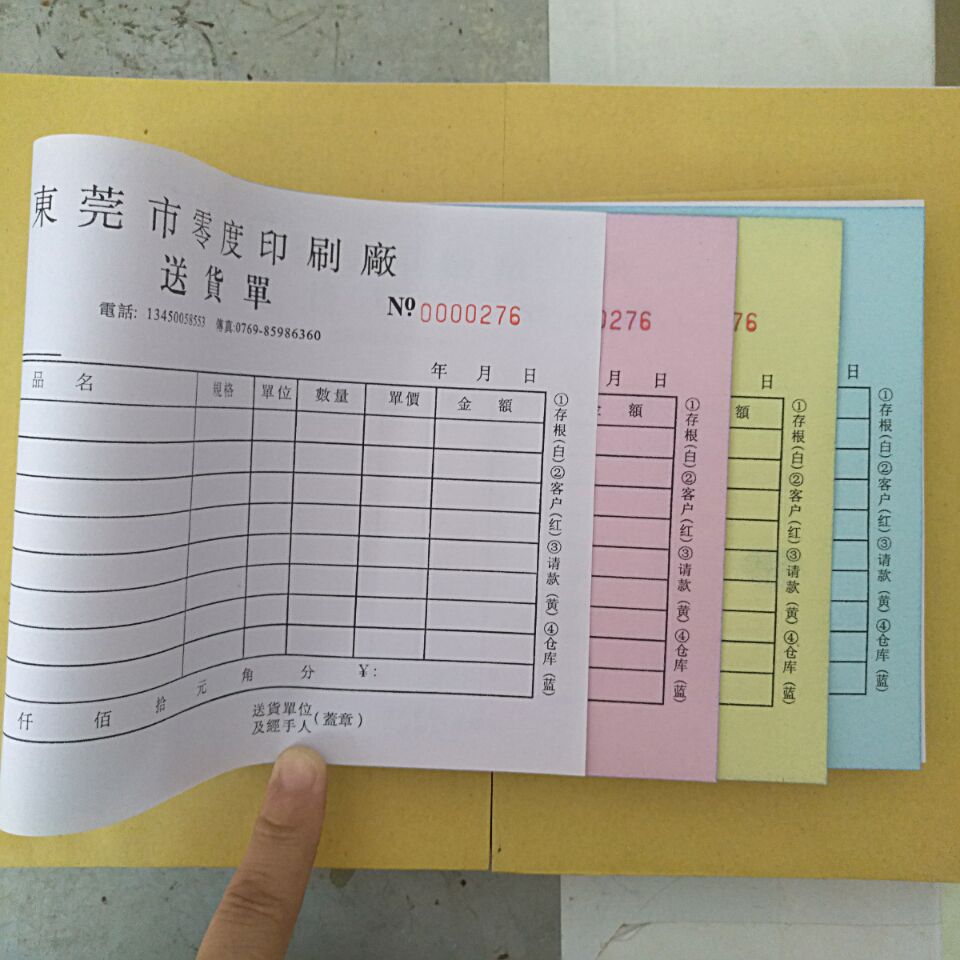 東莞市零度印刷廠
送貨單
電話: 13450058553 傳真:0769-85986360
Nº 0000276
年 月 日
品 名 規格 單位 數量 單價 金 額
仟 佰 拾 元 角 分 ¥:
送貨單位
及經手人(蓋章)
①存根(白)②客户(红)③请款(黄)④仓库(蓝)
0276
月 日
額
①存根(白)②客户(红)③请款(黄)④仓库(蓝)
76
日
額
①存根(白)②客户(红)③请款(黄)④仓库(蓝)
日
①存根(白)②客户(红)③请款(黄)④仓库(蓝)